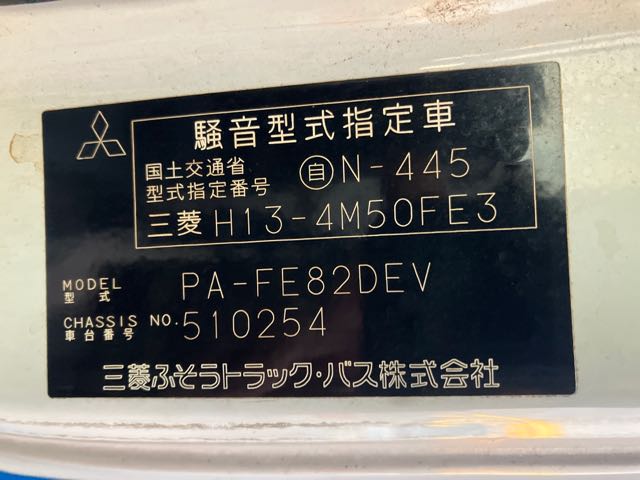 騒音型式指定車
国土交通省
型式指定番号 自N-445
三菱 H13-4M50FE3
MODEL
型式 PA-FE82DEV
CHASSIS NO.
車台番号 510254
三菱ふそうトラック・バス株式会社